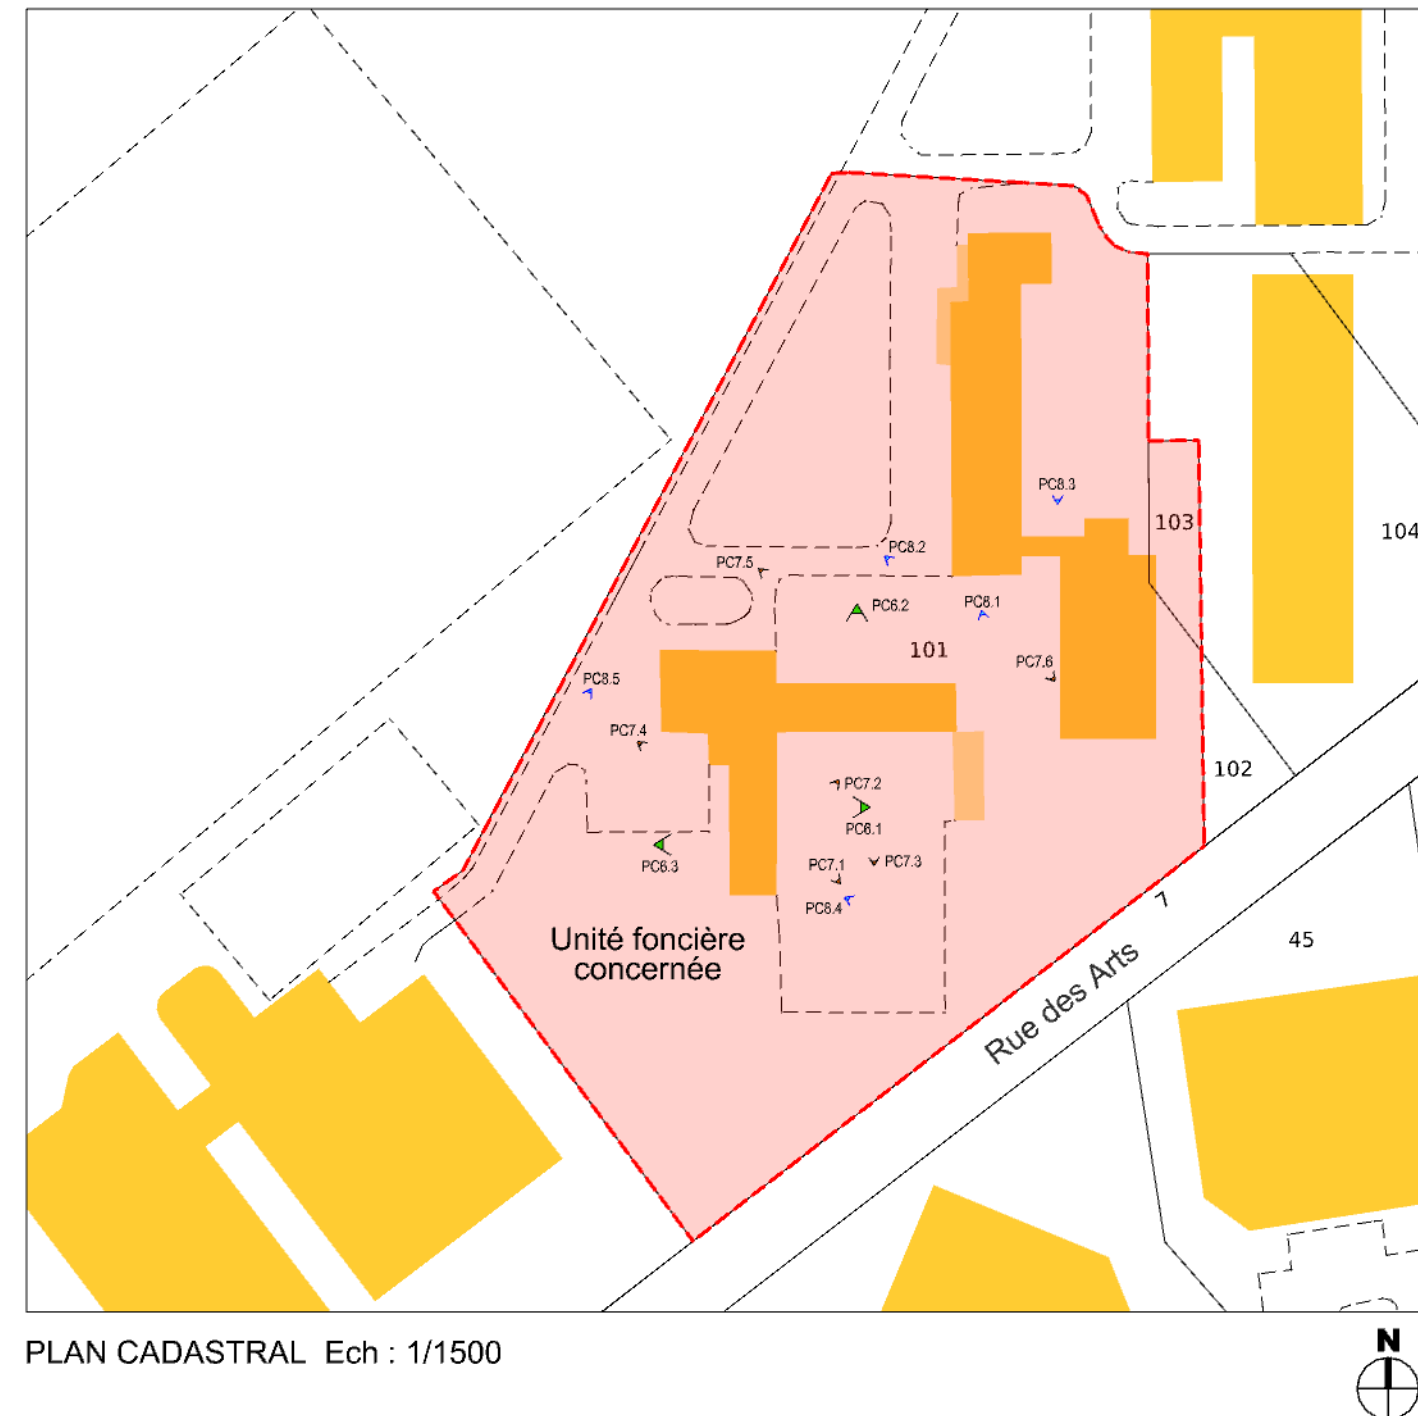 PC8.3
103
104
PC8.2
PC7.5
PC6.2
PC8.1
101
PC7.6
PC8.5
PC7.4
102
PC7.2
PC6.1
PC7.1
PC7.3
PC6.3
PC8.4
7
Unité foncière
concernée
45
Rue des Arts
PLAN CADASTRAL Ech : 1/1500
N